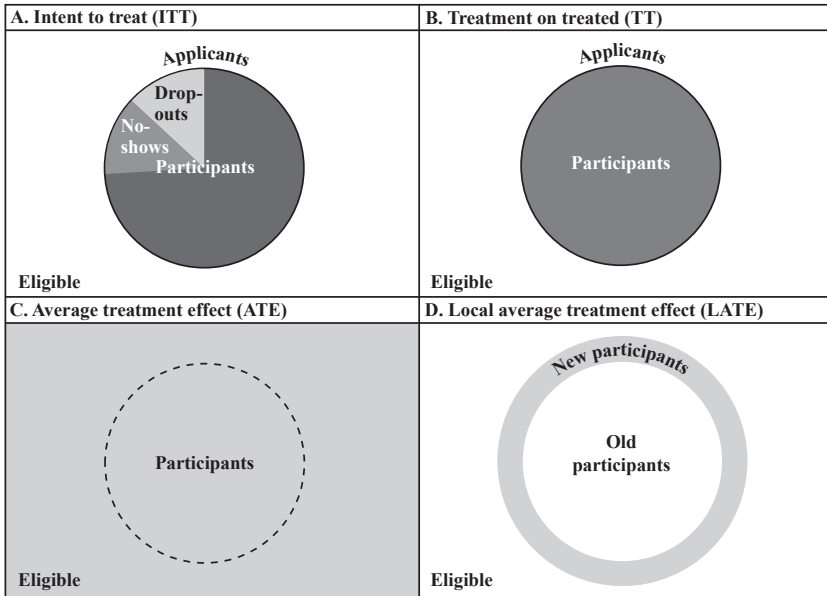 A. Intent to treat (ITT)
Applicants
Drop-
outs
No-
shows
Participants
Eligible
B. Treatment on treated (TT)
Applicants
Participants
Eligible
C. Average treatment effect (ATE)
Participants
Eligible
D. Local average treatment effect (LATE)
New participants
Old
participants
Eligible